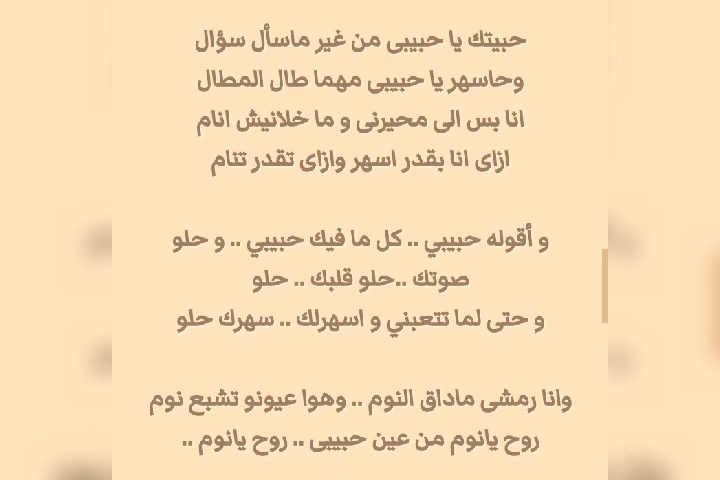 حبيتك يا حبيبى من غير ماسأل سؤال
وحاسهر يا حبيبى مهما طال المطال
انا بس الى محيرنى و ما خلانيش انام
ازاى انا بقدر اسهر وازاى تقدر تنام
و أقوله حبيبي .. كل ما فيك حبيبي .. و حلو
صوتك ..حلو قلبك .. حلو
و حتى لما تتعبني و اسهرلك .. سهرك حلو
وانا رمشى ماداق النوم .. وهوا عيونو تشبع نوم
روح يانوم من عين حبيبى .. روح يانوم ..